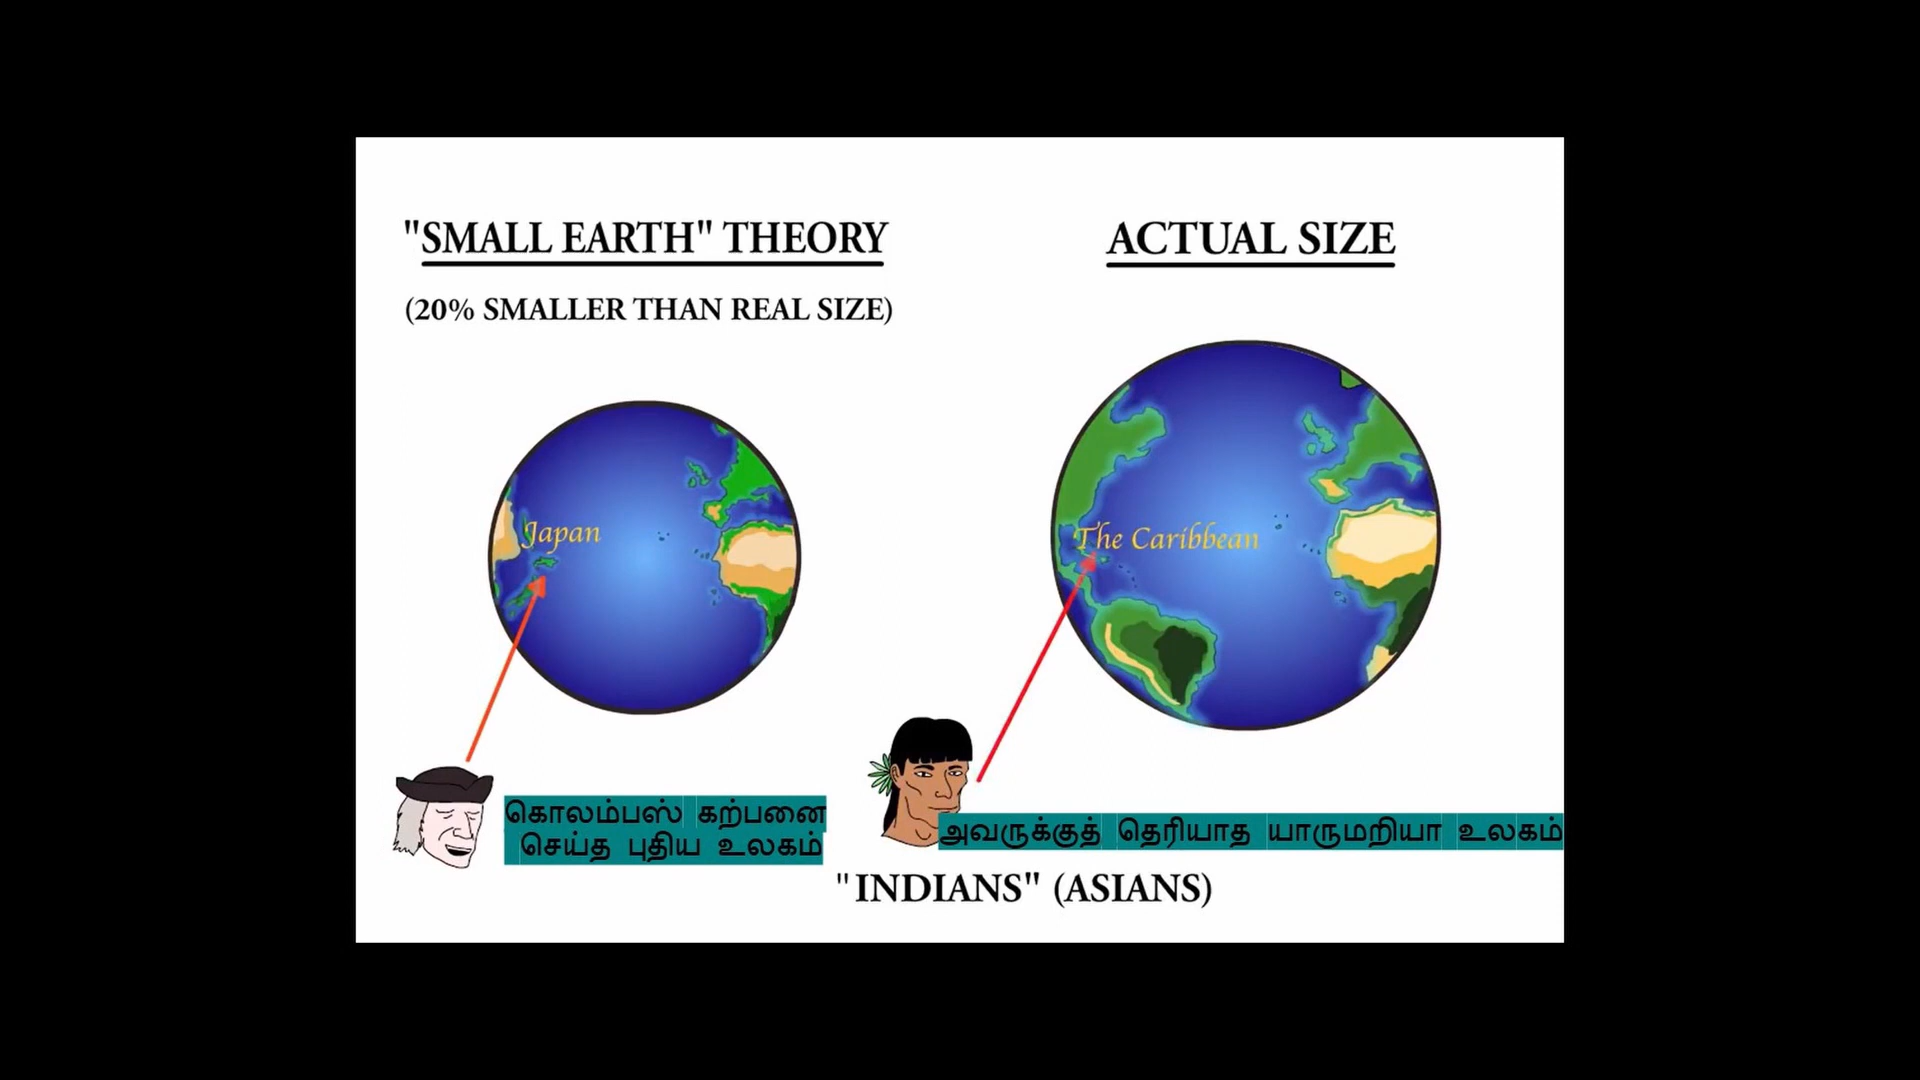 "SMALL EARTH" THEORY
(20% SMALLER THAN REAL SIZE)
ACTUAL SIZE
Japan
The Caribbean
கொலம்பஸ் கற்பனை
செய்த புதிய உலகம்
அவருக்குத் தெரியாத யாருமறியா உலகம்
"INDIANS" (ASIANS)